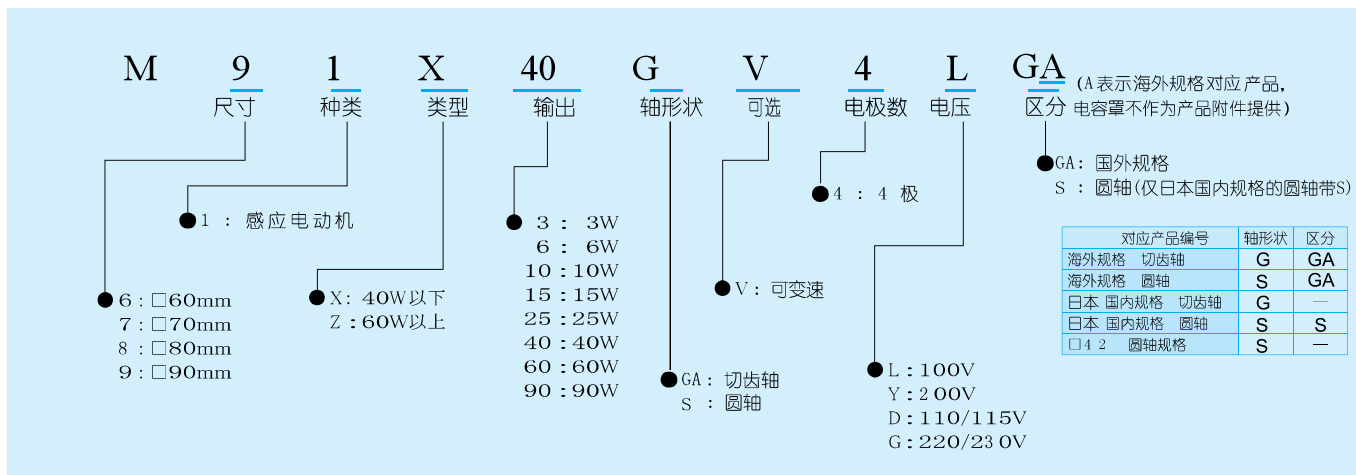 M 9 1 X 40 G V 4 L GA (A表示海外规格对应产品,
尺寸 种类 类型 输出 轴形状 可选 电极数 电压 区分 电容罩不作为产品附件提供)
GA: 国外规格
S : 圆轴(仅日本国内规格的圆轴带S)
4 : 4 极
1 : 感应电动机
3 : 3W
6 : 6W
10 : 10W
15 : 15W
25 : 25W
40 : 40W
60 : 60W
90 : 90W
6 : □60mm
7 : □70mm
8 : □80mm
9 : □90mm
X: 40W以下
Z : 60W以上
V: 可变速
GA: 切齿轴
S : 圆轴
L : 100V
Y : 200V
D : 110/115V
G : 220/230V
对应产品编号 轴形状 区分
海外规格 切齿轴 G GA
海外规格 圆轴 S GA
日本 国内规格 切齿轴 G —
日本 国内规格 圆轴 S S
□42 圆轴规格 S —